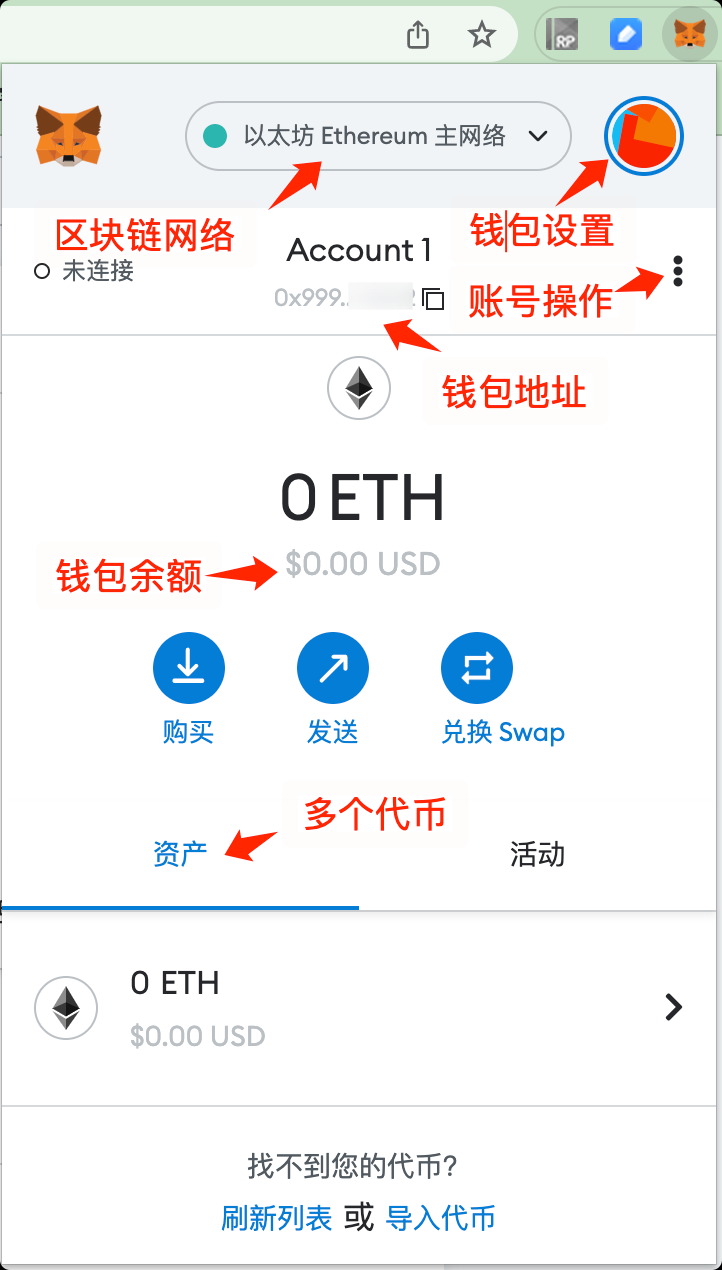 RP
以太坊 Ethereum 主网络
区块链网络
钱包设置
Account 1
未连接
0x999...
账号操作
钱包地址
0 ETH
钱包余额
$0.00 USD
购买
发送
兑换 Swap
多个代币
资产
活动
0 ETH
$0.00 USD
找不到您的代币?
刷新列表 或 导入代币